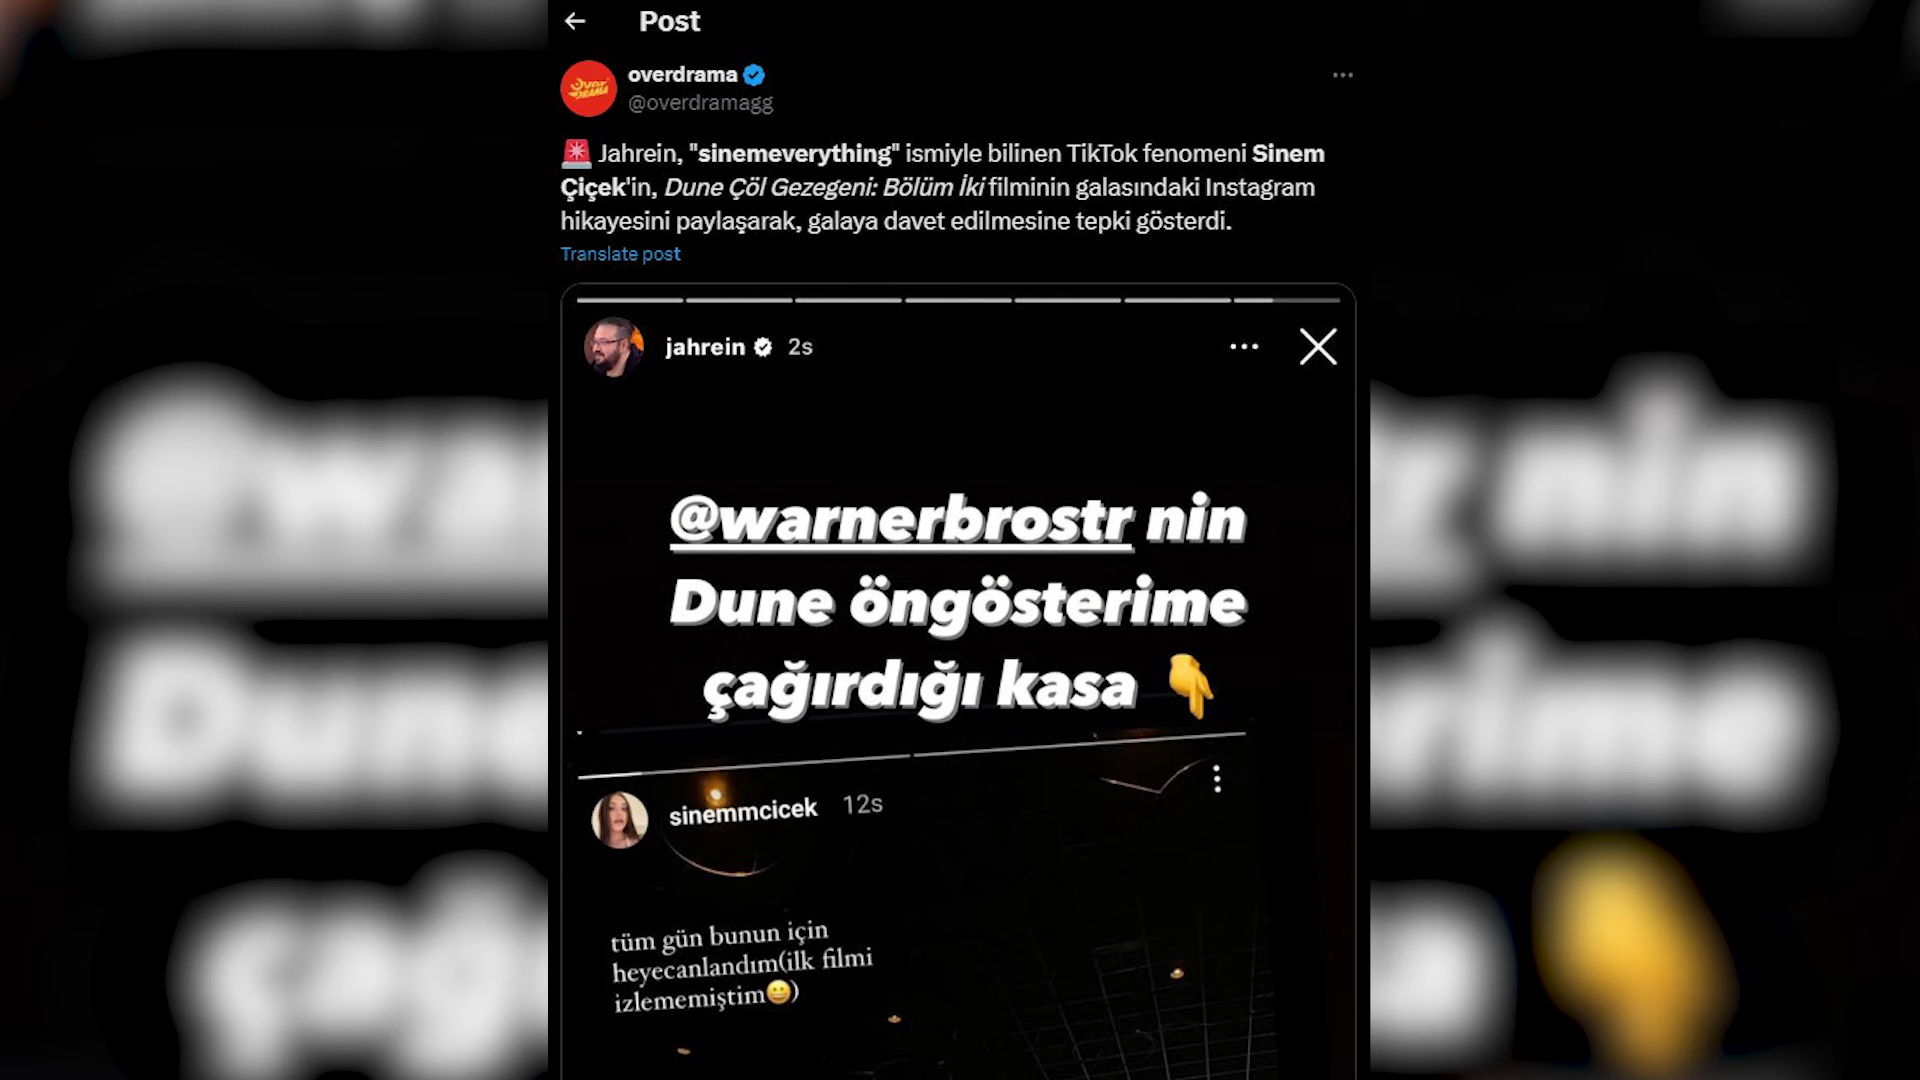 Post
overdrama
@overdramagg
OVER DRAMA
🚨 Jahrein, "sinemeverything" ismiyle bilinen TikTok fenomeni Sinem
Çiçek'in, Dune Çöl Gezegeni: Bölüm İki filminin galasındaki Instagram
hikayesini paylaşarak, galaya davet edilmesine tepki gösterdi.
Translate post
jahrein 2s
@warnerbrostr nin
Dune öngösterime
çağırdığı kasa 👇
sinemmcicek 12s
tüm gün bunun için
heyecanlandım(ilk filmi
izlememiştim😀)